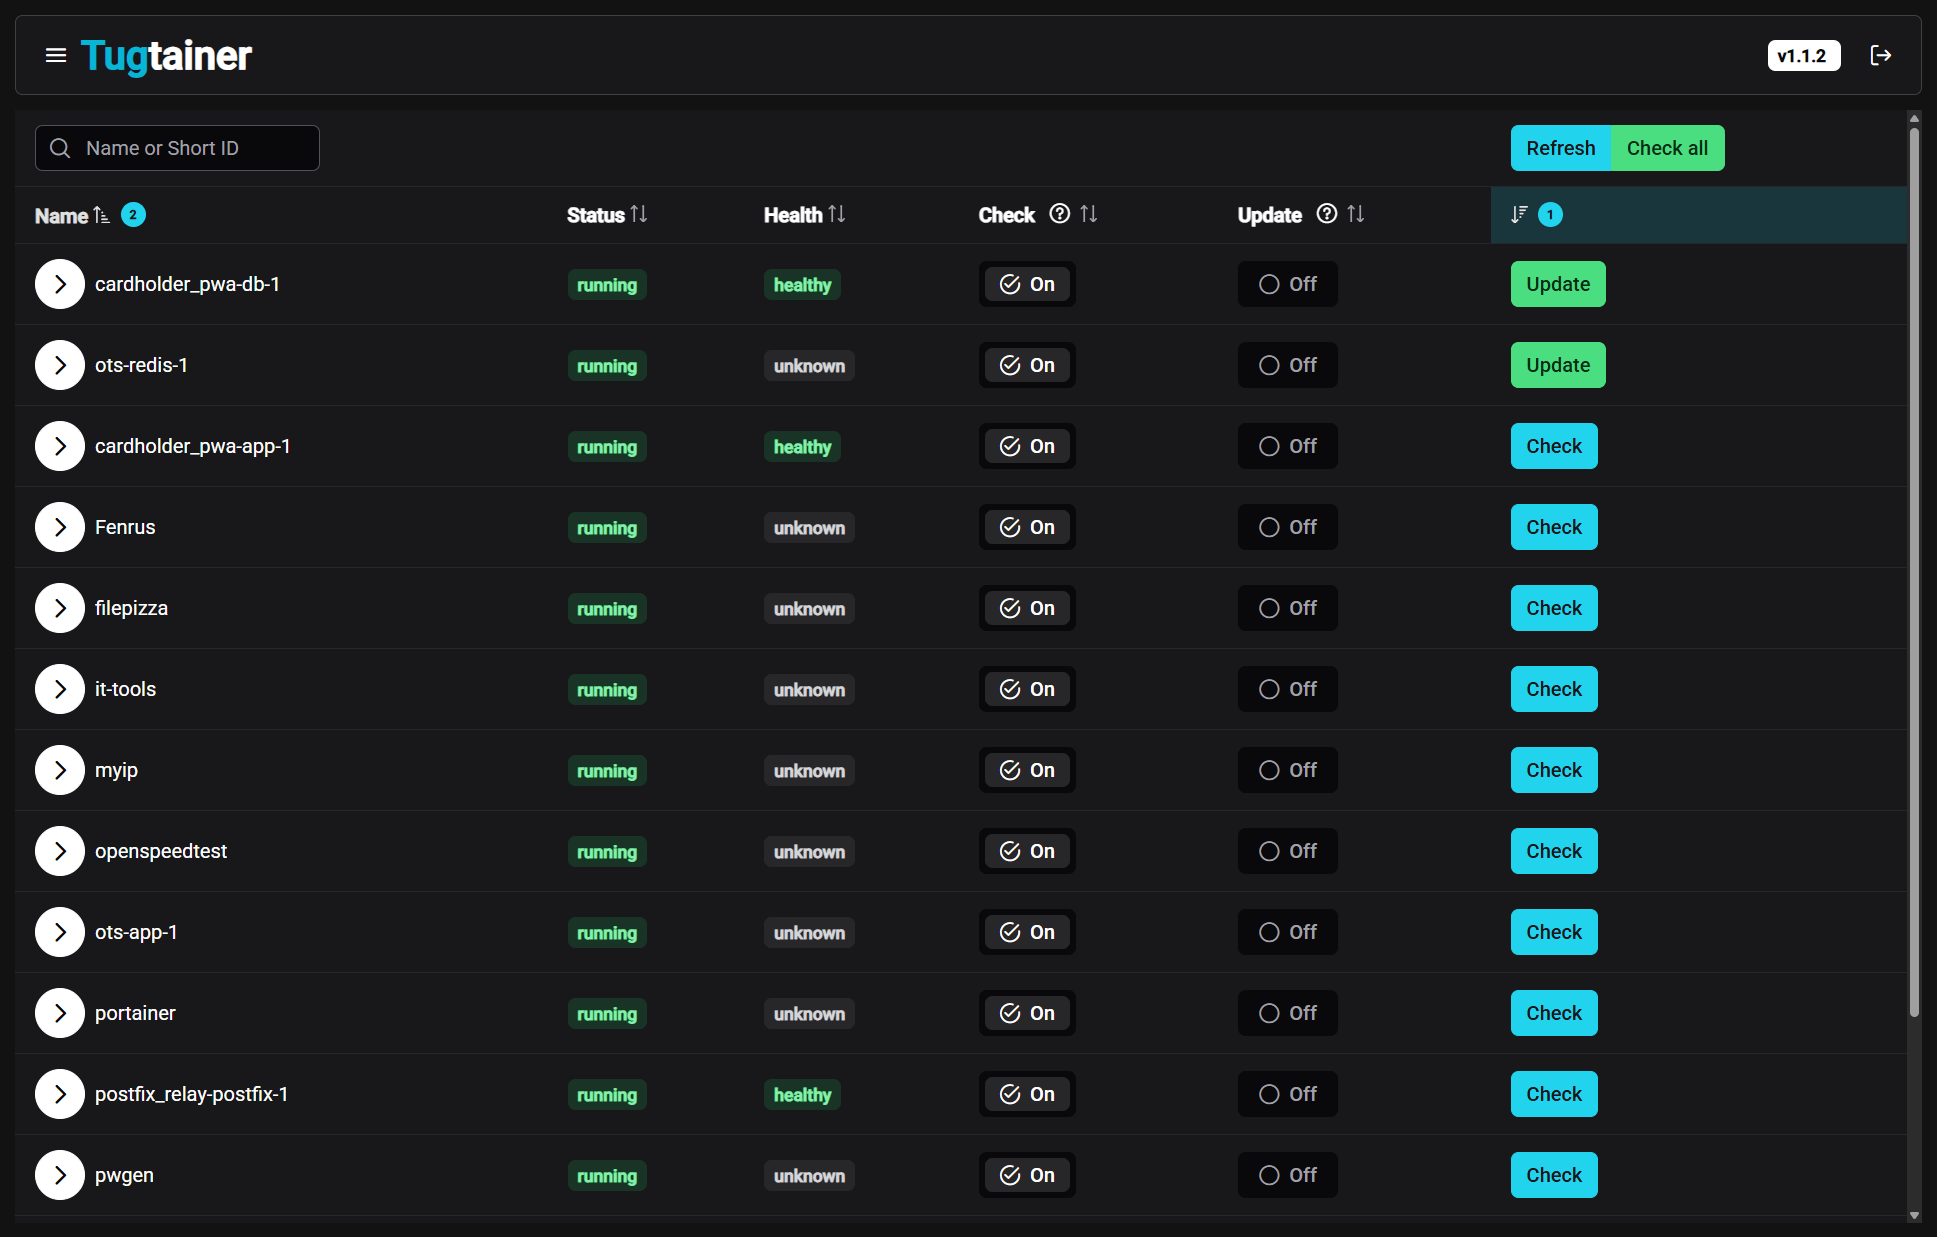 Tugtainer
v1.1.2
Name or Short ID
Refresh Check all
Name 2 Status Health Check Update 1
cardholder_pwa-db-1 running healthy On Off Update
ots-redis-1 running unknown On Off Update
cardholder_pwa-app-1 running healthy On Off Check
Fenrus running unknown On Off Check
filepizza running unknown On Off Check
it-tools running unknown On Off Check
myip running unknown On Off Check
openspeedtest running unknown On Off Check
ots-app-1 running unknown On Off Check
portainer running unknown On Off Check
postfix_relay-postfix-1 running healthy On Off Check
pwgen running unknown On Off Check